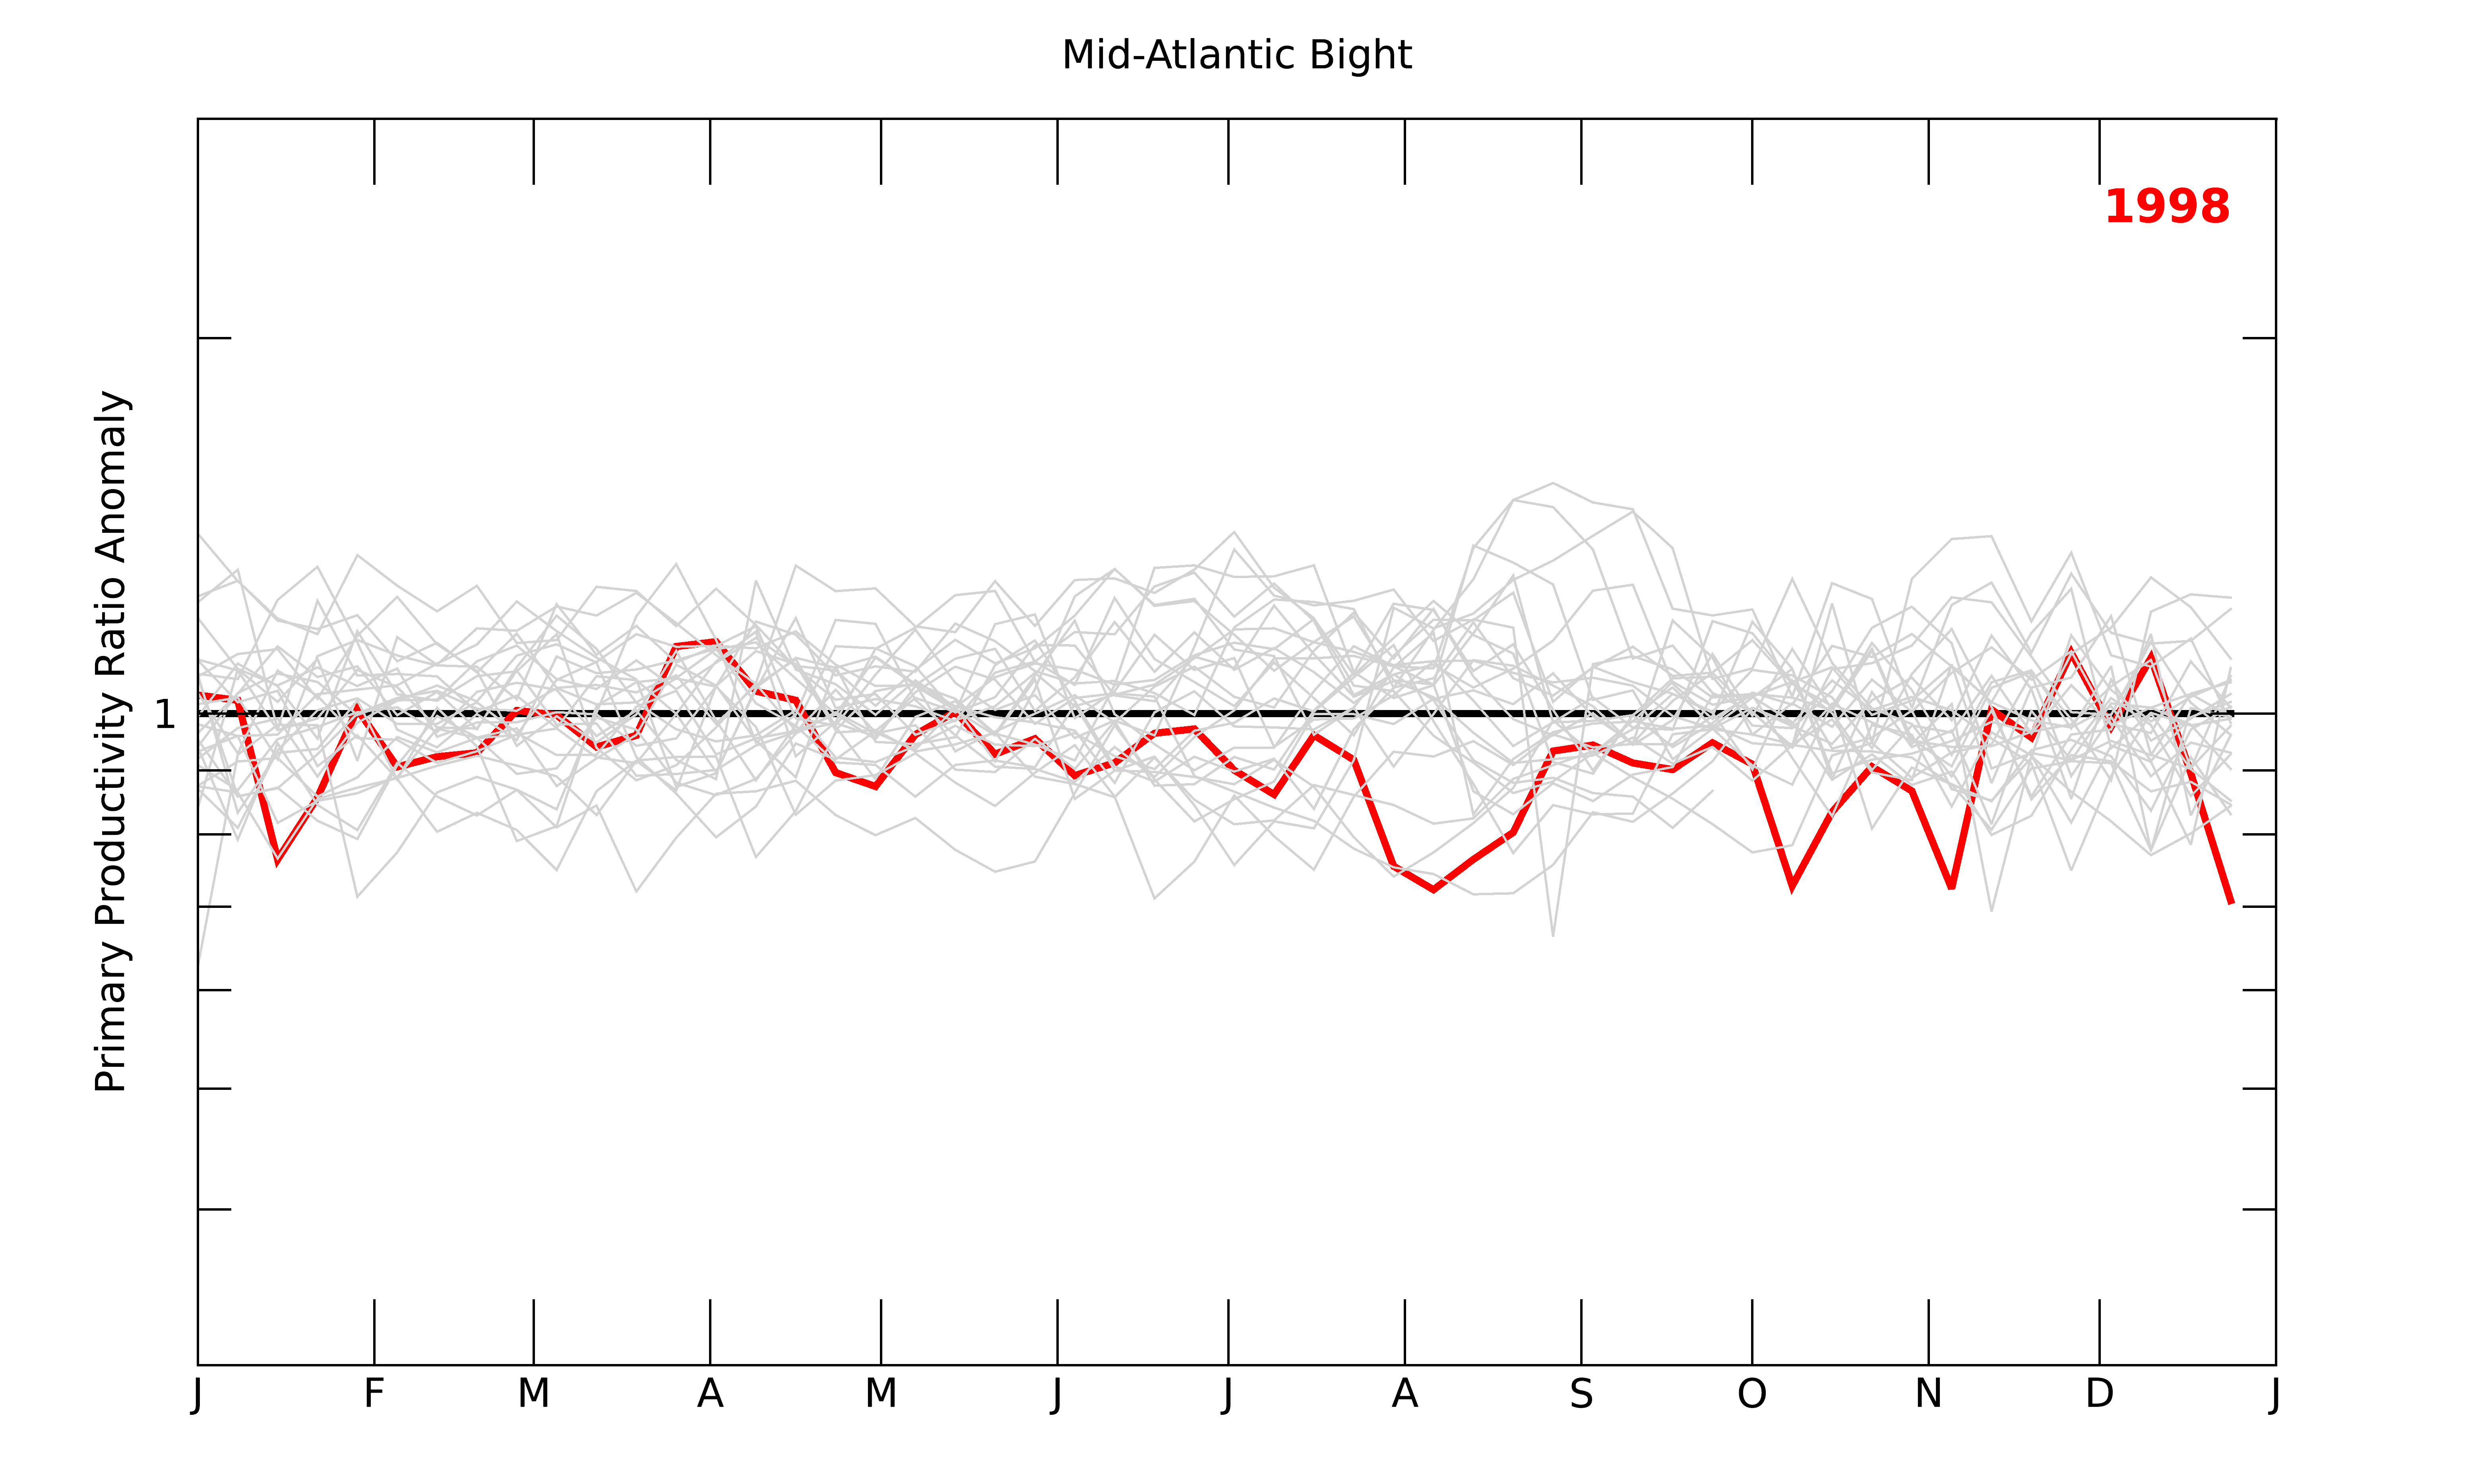 Mid-Atlantic Bight
1998
Primary Productivity Ratio Anomaly
1
J F M A M J J A S O N D J